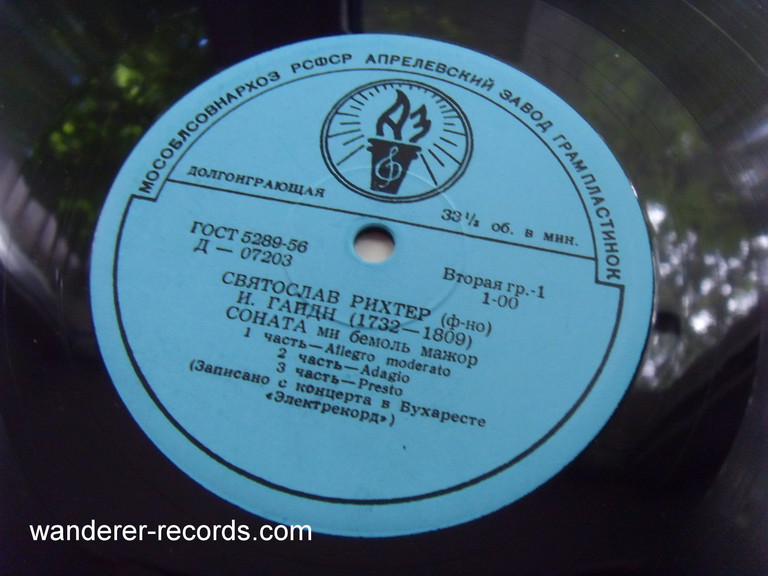 МОСОБЛСОВНАРХОЗ РСФСР АПРЕЛЕВСКИЙ ЗАВОД ГРАМПЛАСТИНОК
АЗ
ДОЛГОИГРАЮЩАЯ
33 1/3 об. в мин.
ГОСТ 5289-56
Д — 07203
Вторая гр.-1
1-00
СВЯТОСЛАВ РИХТЕР (ф-но)
И. ГАЙДН (1732—1809)
СОНАТА ми бемоль мажор
1 часть—Allegro moderato
2 часть—Adagio
3 часть—Presto
(Записано с концерта в Бухаресте
«Электрекорд»)
wanderer-records.com